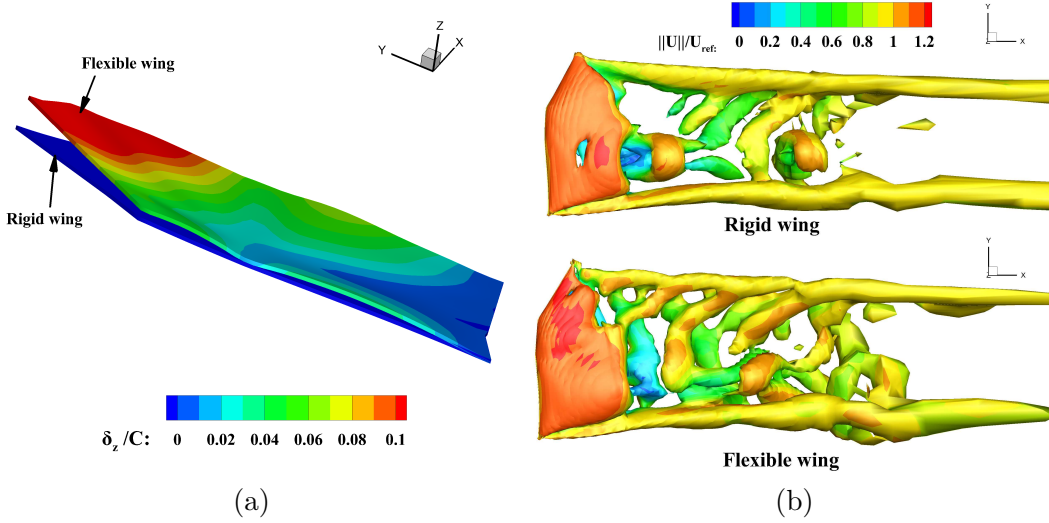 Flexible wing
Rigid wing
Z
Y
X
δz /C: 0 0.02 0.04 0.06 0.08 0.1
(a)
||U||/Uref: 0 0.2 0.4 0.6 0.8 1 1.2
Y
Z X
Rigid wing
Y
Z X
Flexible wing
(b)